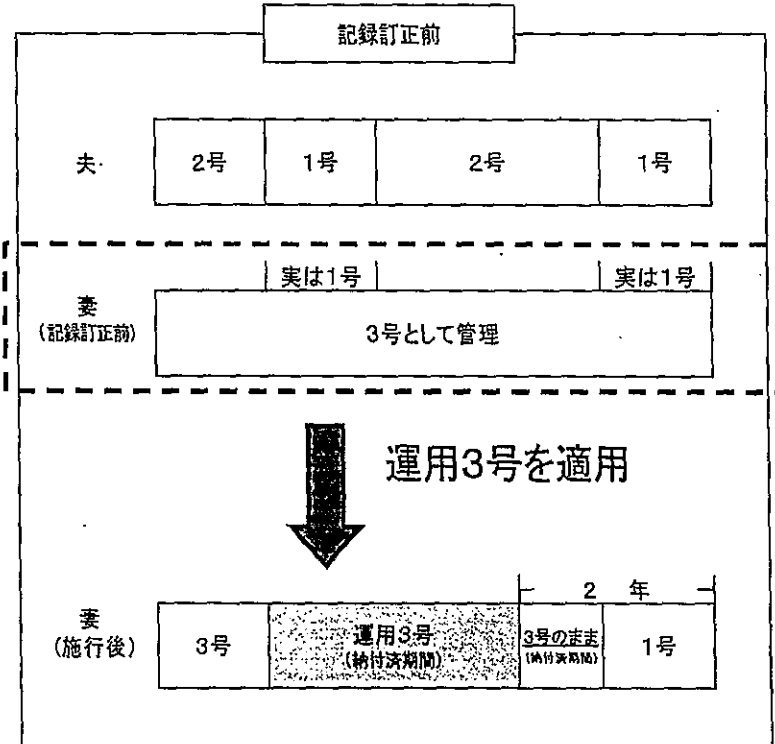 記録訂正前
夫
2号
1号
2号
1号
実は1号
実は1号
妻
(記録訂正前)
3号として管理
運用3号を適用
2 年
妻
(施行後)
3号
運用3号
(納付済期間)
3号のまま
(納付済期間)
1号